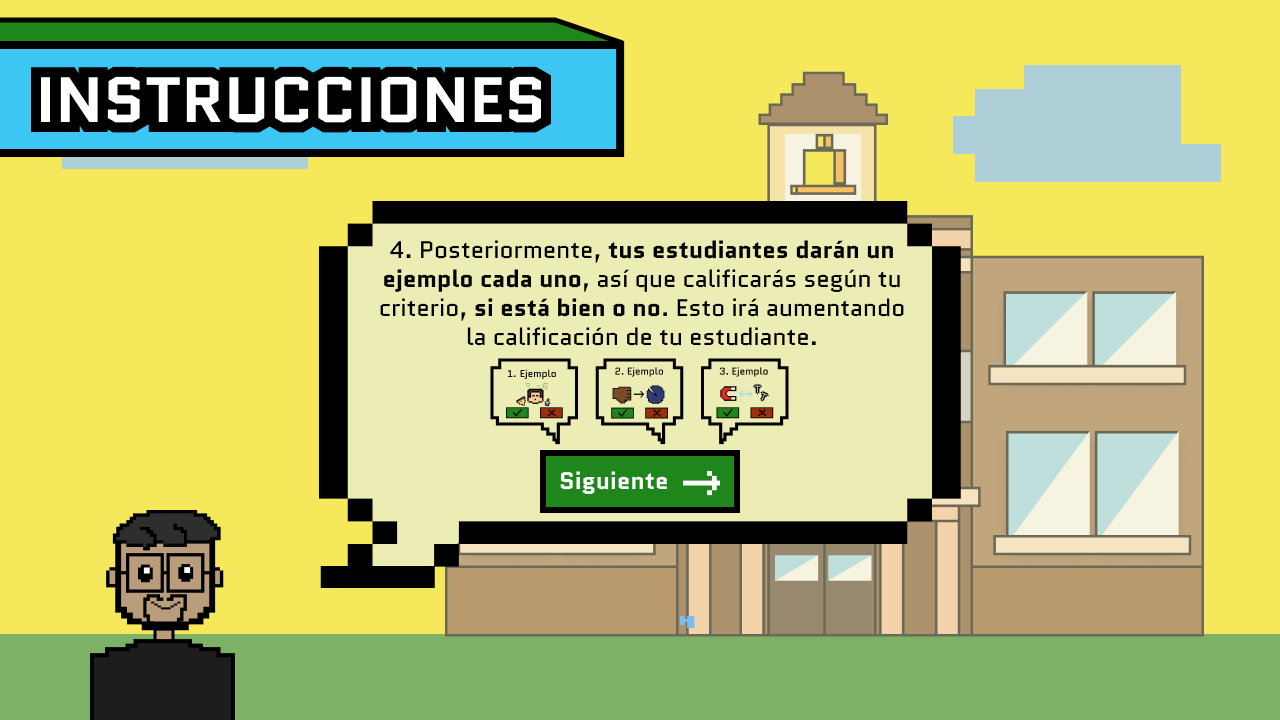 INSTRUCCIONES
4. Posteriormente, tus estudiantes darán un
ejemplo cada uno, así que calificarás según tu
criterio, si está bien o no. Esto irá aumentando
la calificación de tu estudiante.
1. Ejemplo
2. Ejemplo
3. Ejemplo
Siguiente